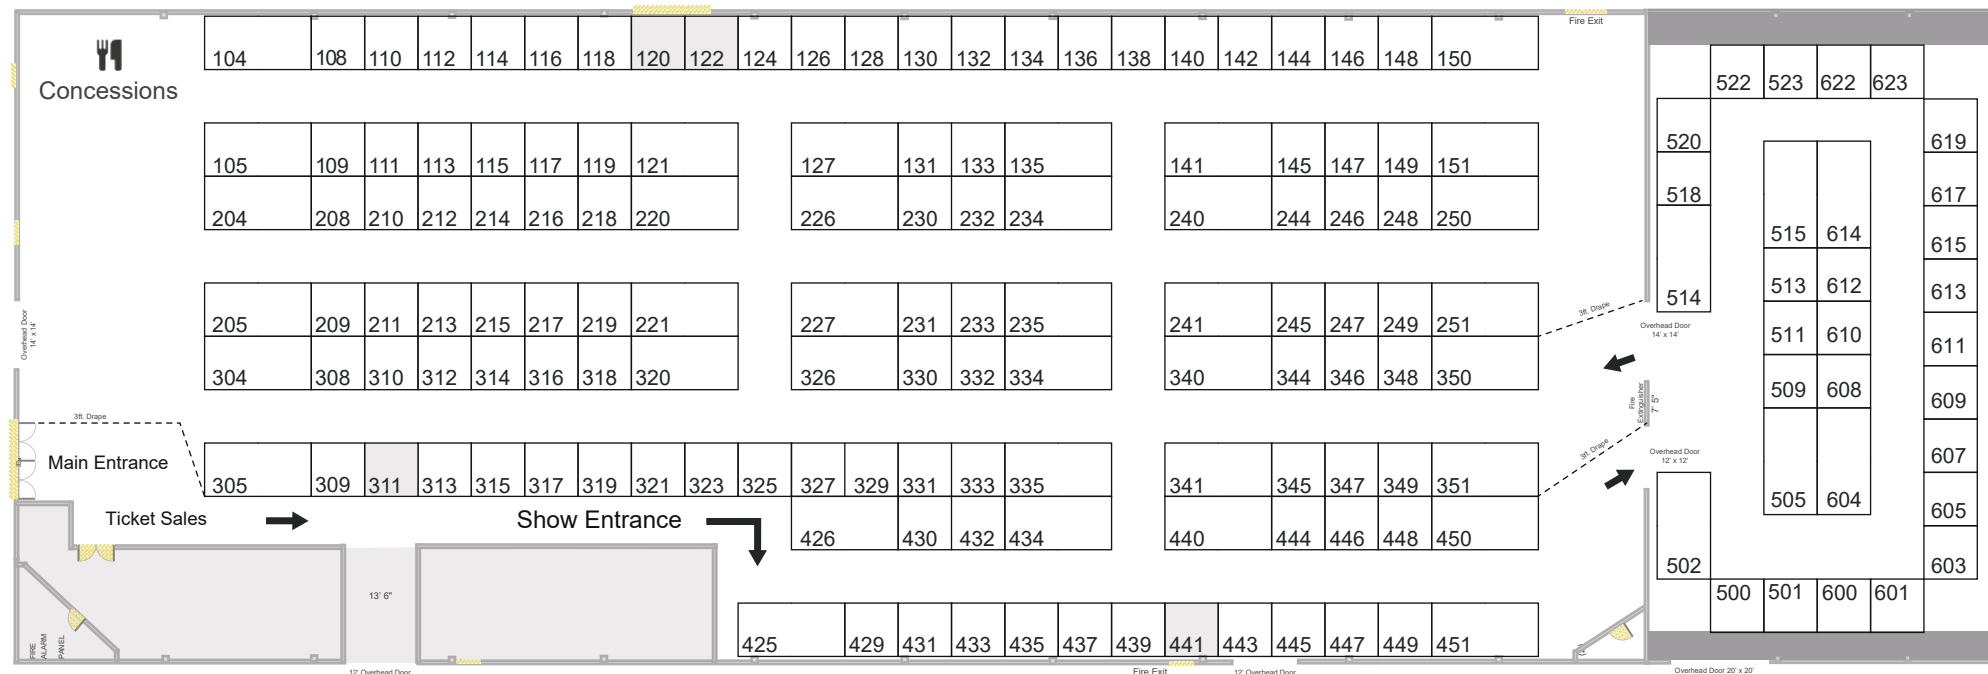 Fire Exit
104 108 110 112 114 116 118 120 122 124 126 128 130 132 134 136 138 140 142 144 146 148 150
Concessions
522 523 622 623
105 109 111 113 115 117 119 121 127 131 133 135 141 145 147 149 151
520 619
204 208 210 212 214 216 218 220 226 230 232 234 240 244 246 248 250
518 617
515 614 615
513 612 613
514
3ft. Drape
205 209 211 213 215 217 219 221 227 231 233 235 241 245 247 249 251
Overhead Door
14' x 14'
Overhead Door
14' x 14'
511 610 611
304 308 310 312 314 316 318 320 326 330 332 334 340 344 346 348 350
509 608 609
Fire
Extinguisher
7' 5"
3ft. Drape
3ft. Drape
Main Entrance
Overhead Door
12' x 12'
607
305 309 311 313 315 317 319 321 323 325 327 329 331 333 335 341 345 347 349 351
505 604 605
Ticket Sales
Show Entrance
426 430 432 434 440 444 446 448 450
502 603
13' 6"
500 501 600 601
FIRE
ALARM
PANEL
425 429 431 433 435 437 439 441 443 445 447 449 451
12' Overhead Door
Fire Exit
12' Overhead Door
Overhead Door 20' x 20'